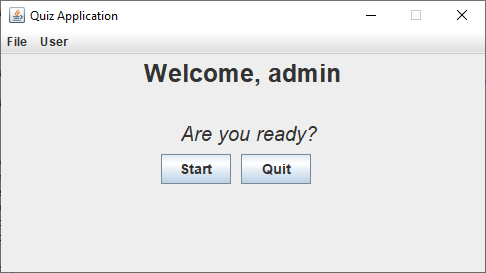 Quiz Application
File User
Welcome, admin
Are you ready?
Start Quit